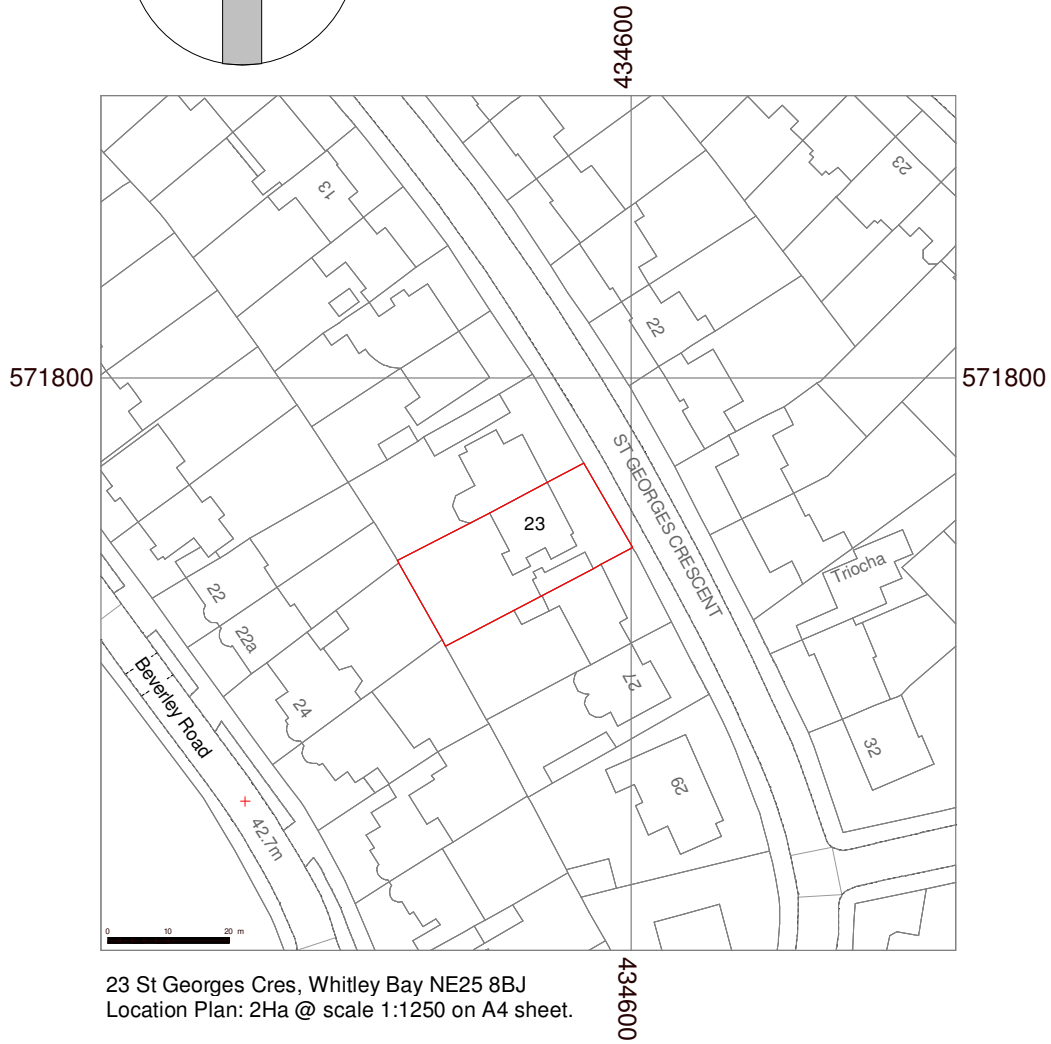 434600
13
23
22
571800
571800
ST GEORGES CRESCENT
23
Triocha
22
22a
27
Beverley Road
24
32
29
42.7m
0 10 20 m
23 St Georges Cres, Whitley Bay NE25 8BJ
Location Plan: 2Ha @ scale 1:1250 on A4 sheet.
434600